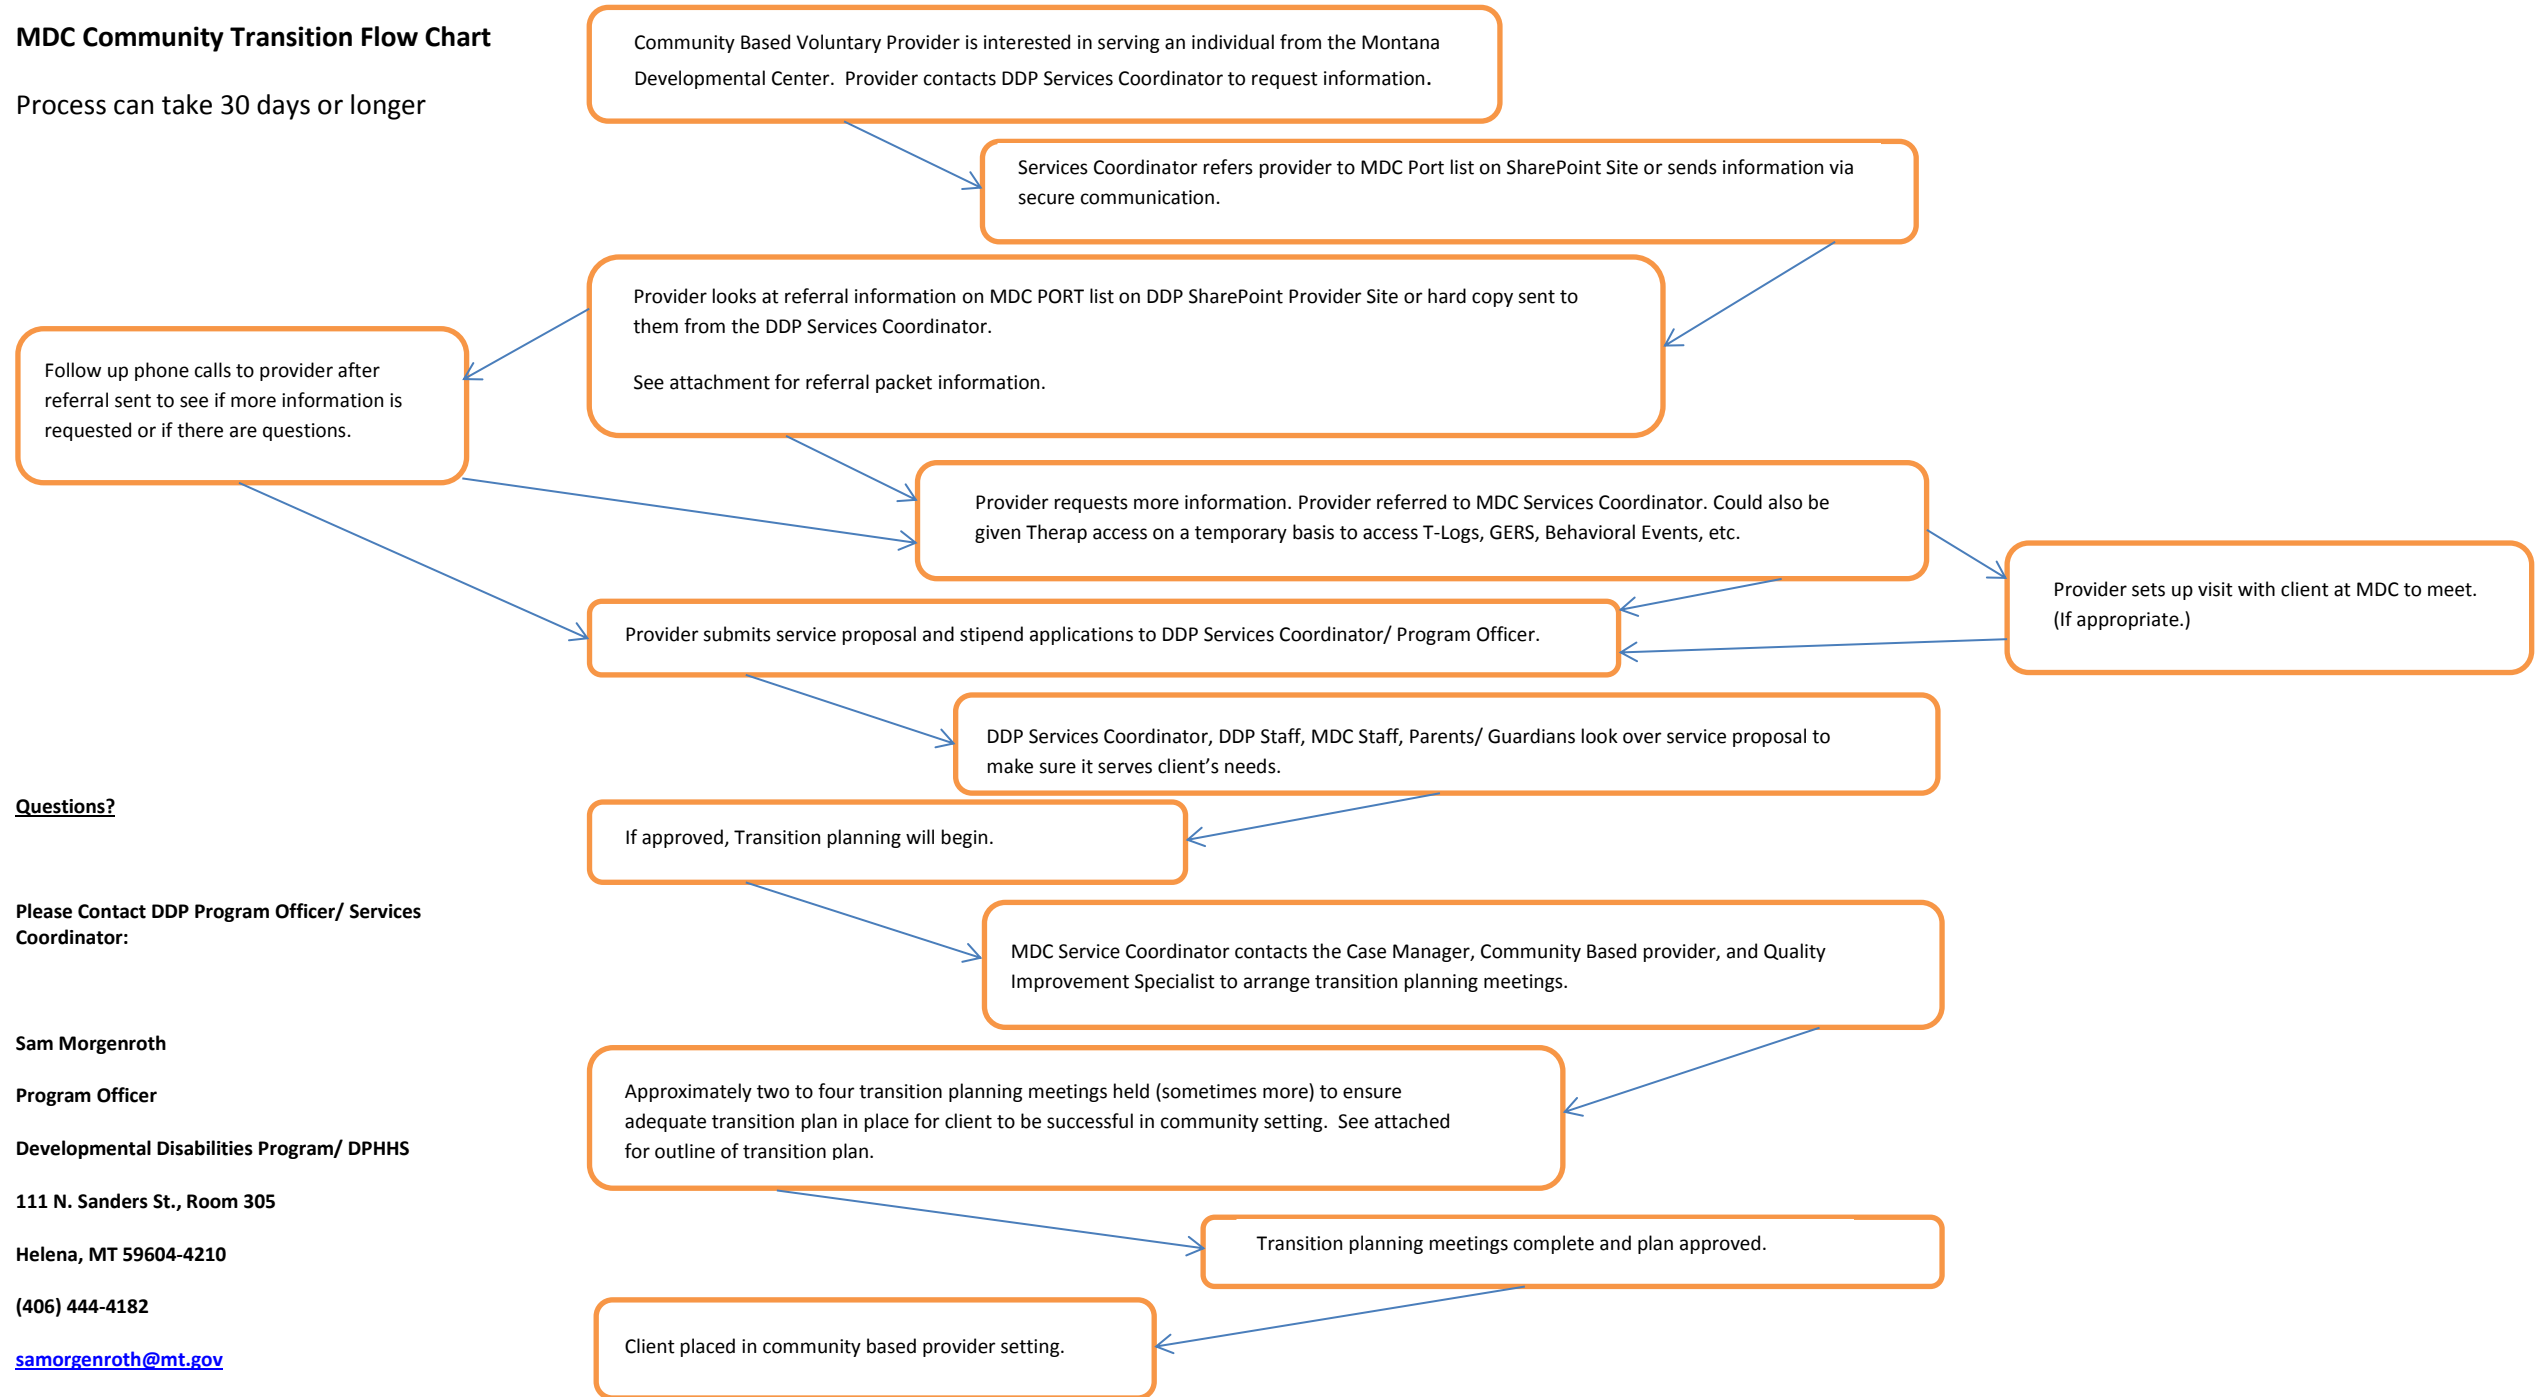 MDC Community Transition Flow Chart
Process can take 30 days or longer
Community Based Voluntary Provider is interested in serving an individual from the Montana
Developmental Center.  Provider contacts DDP Services Coordinator to request information.
Services Coordinator refers provider to MDC Port list on SharePoint Site or sends information via
secure communication.
Provider looks at referral information on MDC PORT list on DDP SharePoint Provider Site or hard copy sent to
them from the DDP Services Coordinator.
See attachment for referral packet information.
Follow up phone calls to provider after
referral sent to see if more information is
requested or if there are questions.
Provider requests more information. Provider referred to MDC Services Coordinator. Could also be
given Therap access on a temporary basis to access T-Logs, GERS, Behavioral Events, etc.
Provider sets up visit with client at MDC to meet.
(If appropriate.)
Provider submits service proposal and stipend applications to DDP Services Coordinator/ Program Officer.
DDP Services Coordinator, DDP Staff, MDC Staff, Parents/ Guardians look over service proposal to
make sure it serves client’s needs.
If approved, Transition planning will begin.
MDC Service Coordinator contacts the Case Manager, Community Based provider, and Quality
Improvement Specialist to arrange transition planning meetings.
Approximately two to four transition planning meetings held (sometimes more) to ensure
adequate transition plan in place for client to be successful in community setting.  See attached
for outline of transition plan.
Transition planning meetings complete and plan approved.
Client placed in community based provider setting.
Questions?
Please Contact DDP Program Officer/ Services
Coordinator:
Sam Morgenroth
Program Officer
Developmental Disabilities Program/ DPHHS
111 N. Sanders St., Room 305
Helena, MT 59604-4210
(406) 444-4182
samorgenroth@mt.gov